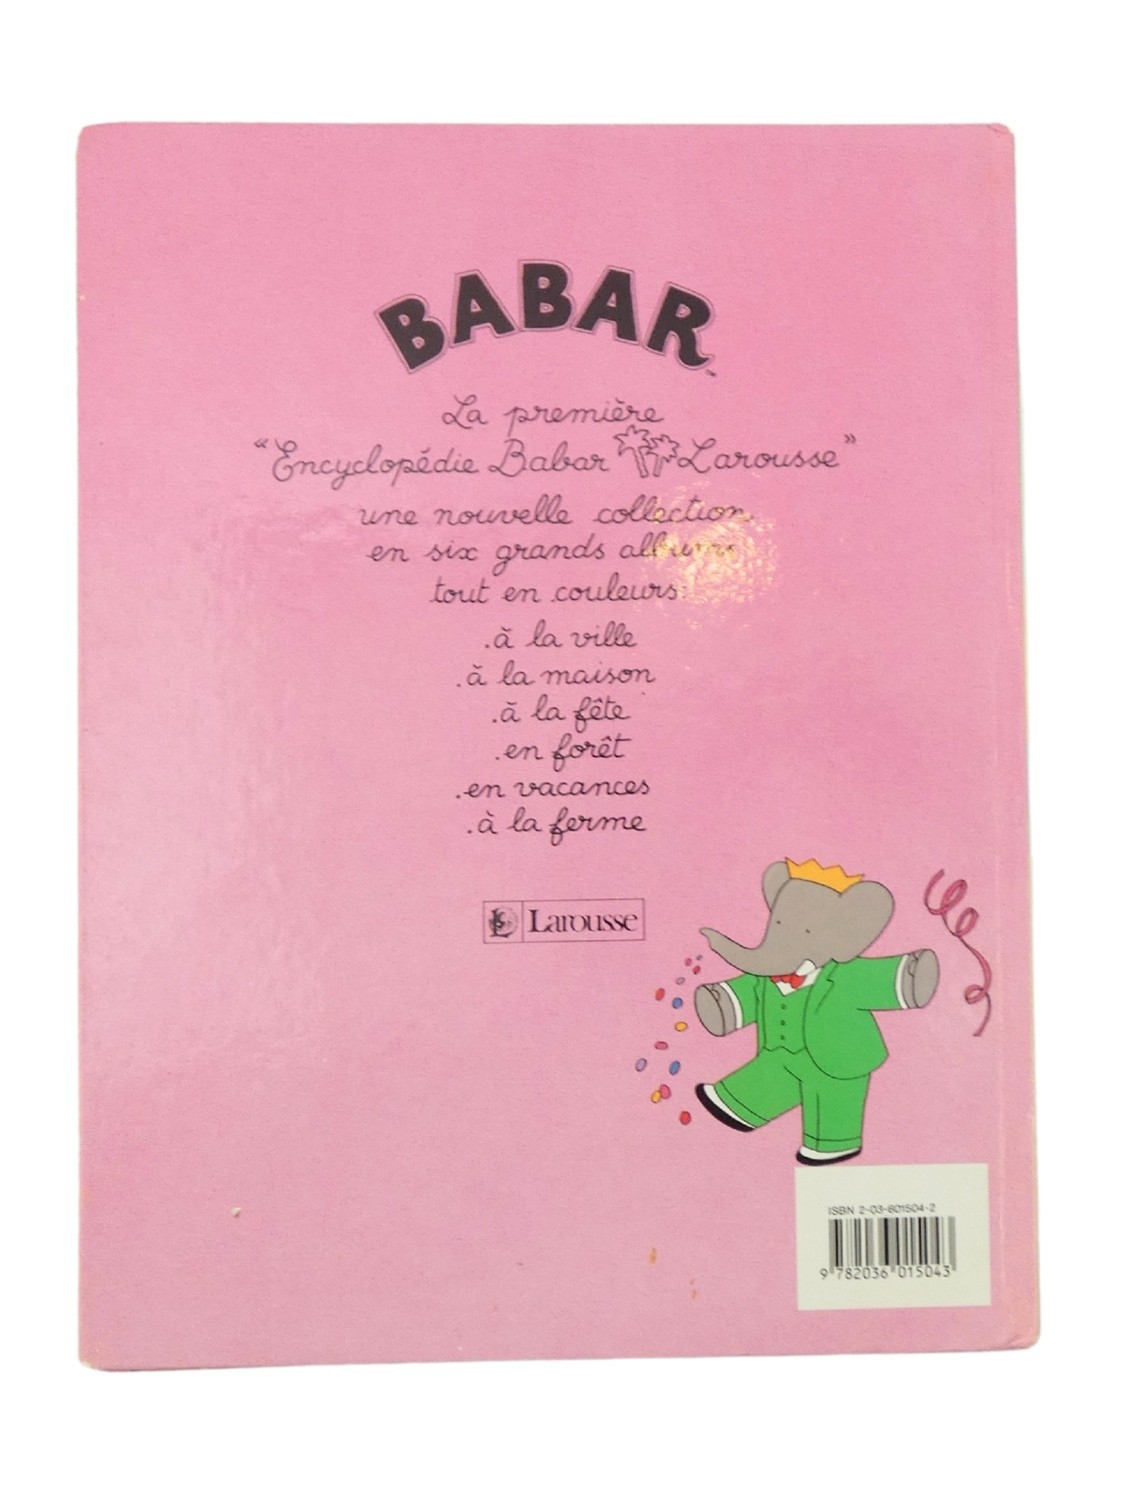 BABAR™
La première
“Encyclopédie Babar Larousse”
une nouvelle collection
en six grands albums
tout en couleurs:
.à la ville
.à la maison
.à la fête
.en forêt
.en vacances
.à la ferme
Larousse
ISBN 2-03-601504-2
9 782036 015043